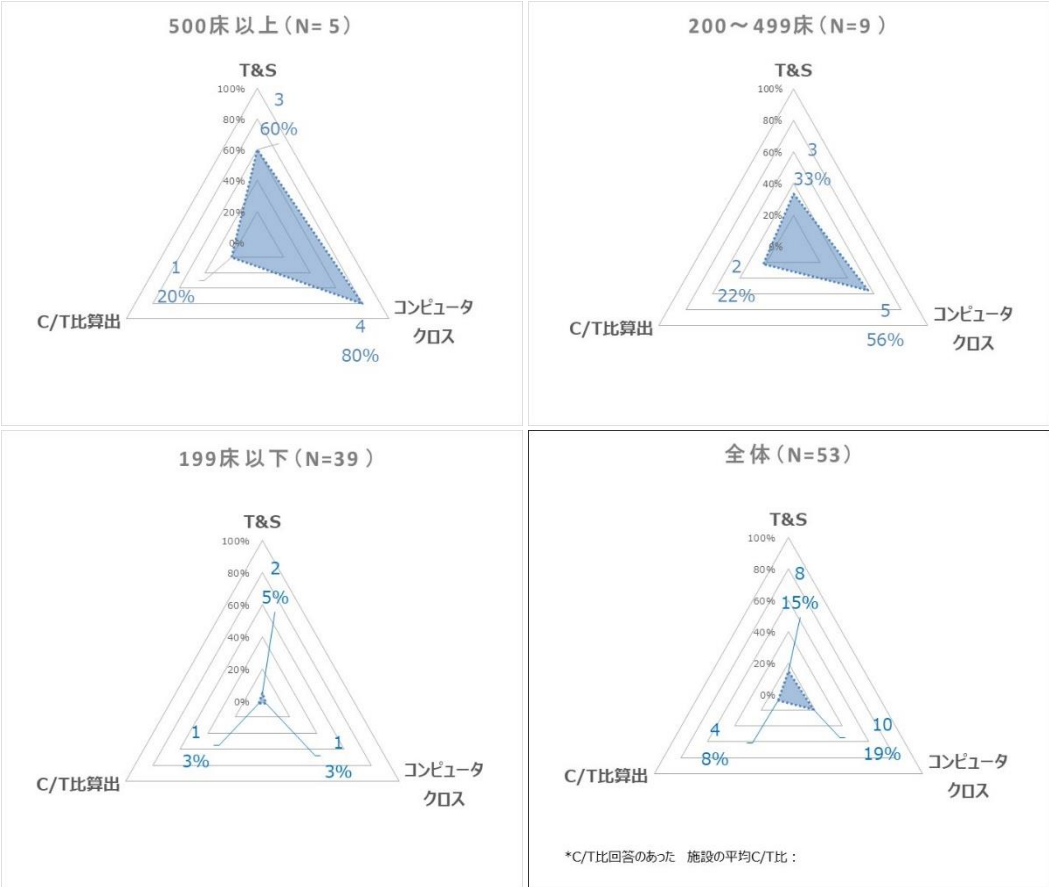 500床以上（N= 5）
T&S
100%
80%
60%
40%
20%
0%
3
60%
1
20%
4
80%
C/T比算出
コンピュータ
クロス
200～499床（N=9 ）
T&S
100%
80%
60%
40%
20%
0%
3
33%
2
22%
5
56%
C/T比算出
コンピュータ
クロス
199床以下（N=39 ）
T&S
100%
80%
60%
40%
20%
0%
2
5%
1
3%
1
3%
C/T比算出
コンピュータ
クロス
全体（N=53）
T&S
100%
80%
60%
40%
20%
0%
8
15%
4
8%
10
19%
C/T比算出
コンピュータ
クロス
*C/T比回答のあった　施設の平均C/T比：